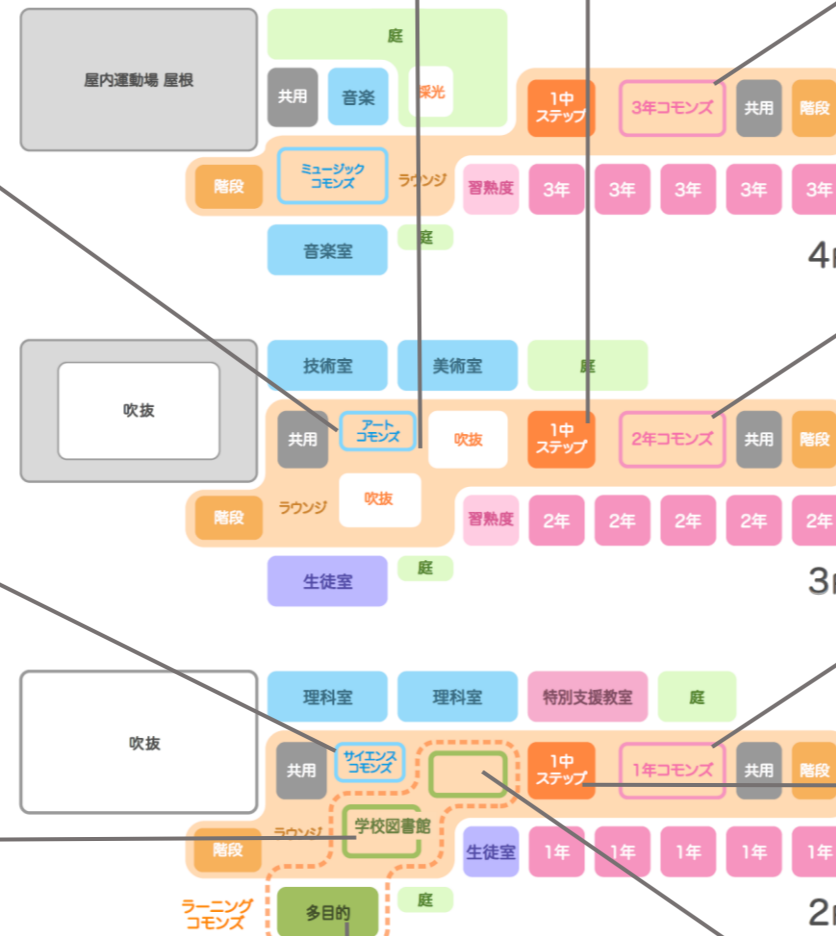 庭
屋内運動場 屋根
共用
音楽
採光
1中
ステップ
3年コモンズ
共用
階段
階段
ミュージック
コモンズ
ラウンジ
習熟度
3年
3年
3年
3年
3年
音楽室
庭
4
技術室
美術室
庭
吹抜
共用
アート
コモンズ
吹抜
1中
ステップ
2年コモンズ
共用
階段
階段
ラウンジ
吹抜
習熟度
2年
2年
2年
2年
2年
生徒室
庭
3
理科室
理科室
特別支援教室
庭
吹抜
共用
サイエンス
コモンズ
1中
ステップ
1年コモンズ
共用
階段
階段
ラウンジ
学校図書館
生徒室
1年
1年
1年
1年
1年
ラーニング
コモンズ
多目的
庭
2